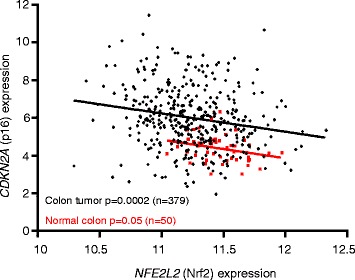 12
10
8
6
4
2
0
CDKN2A (p16) expression
Colon tumor p=0.0002 (n=379)
Normal colon p=0.05 (n=50)
10 10.5 11 11.5 12 12.5
NFE2L2 (Nrf2) expression